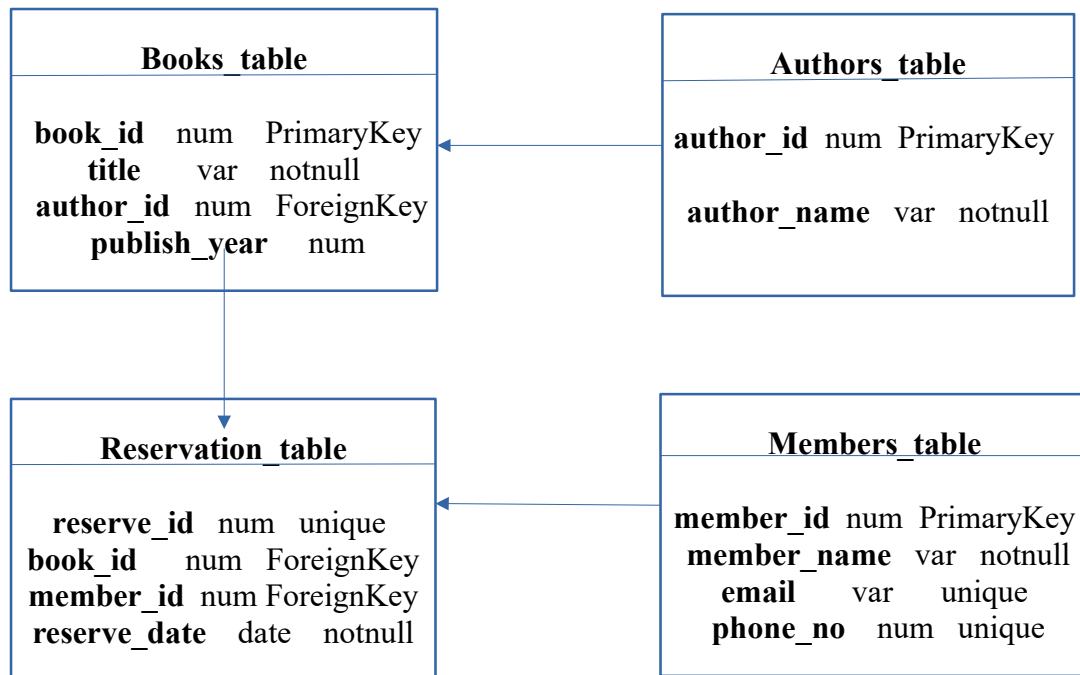 Books_table
book_id num PrimaryKey
title var notnull
author_id num ForeignKey
publish_year num
Authors_table
author_id num PrimaryKey
author_name var notnull
Reservation_table
reserve_id num unique
book_id num ForeignKey
member_id num ForeignKey
reserve_date date notnull
Members_table
member_id num PrimaryKey
member_name var notnull
email var unique
phone_no num unique